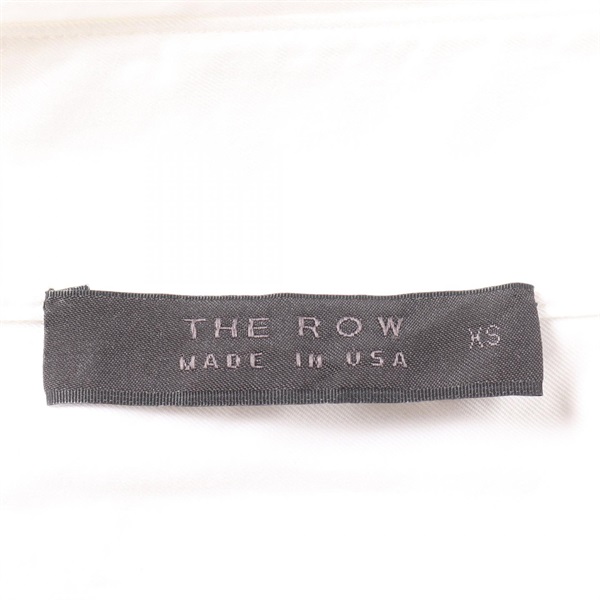 THE ROW
XS
MADE IN USA